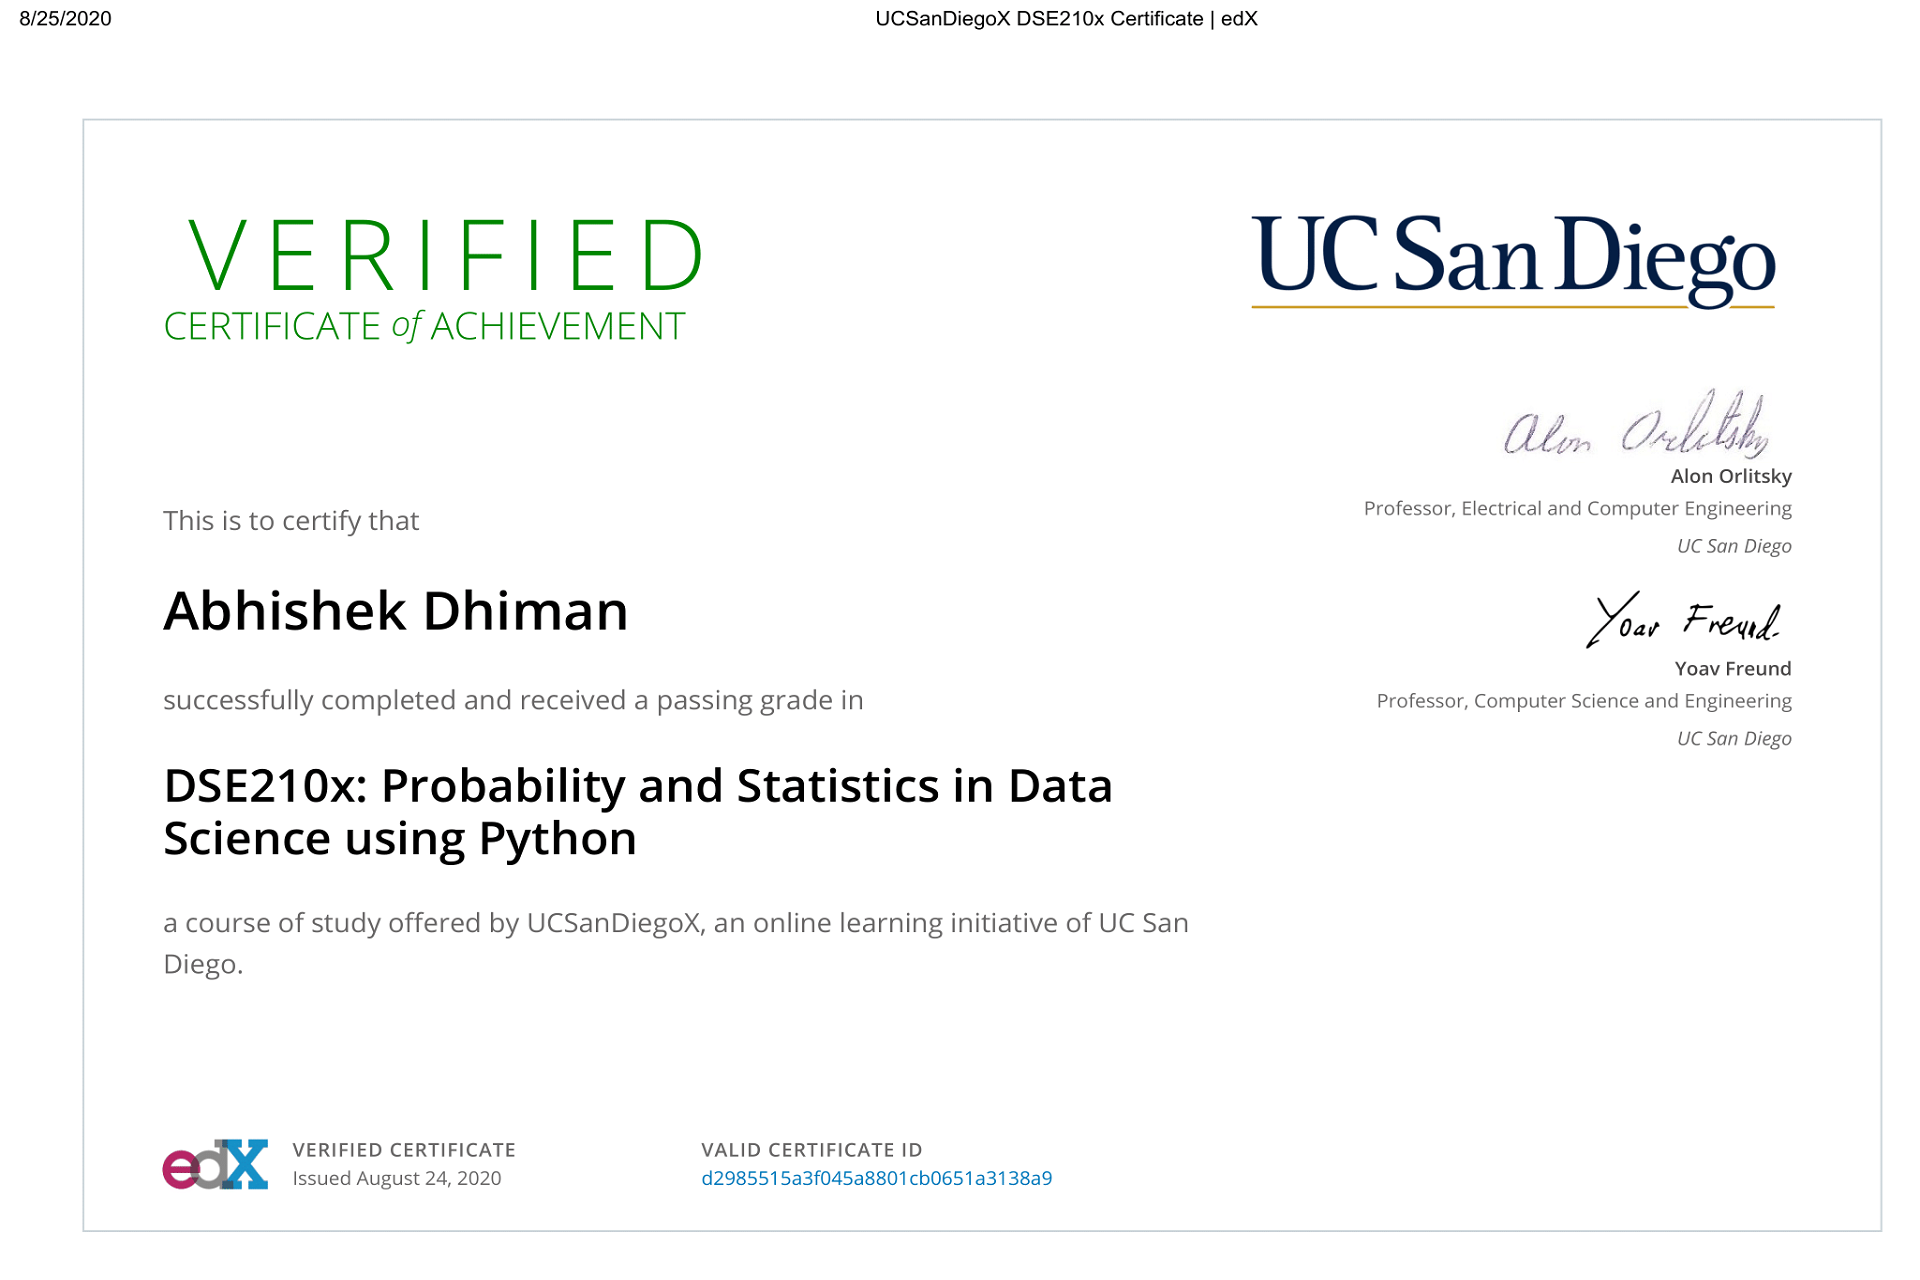 8/25/2020
UCSanDiegoX DSE210x Certificate | edX
VERIFIED
CERTIFICATE of ACHIEVEMENT
UC San Diego
Alon Orlitsky
Alon Orlitsky
Professor, Electrical and Computer Engineering
UC San Diego
Yoav Freund
Yoav Freund
Professor, Computer Science and Engineering
UC San Diego
This is to certify that
Abhishek Dhiman
successfully completed and received a passing grade in
DSE210x: Probability and Statistics in Data
Science using Python
a course of study offered by UCSanDiegoX, an online learning initiative of UC San
Diego.
edX
VERIFIED CERTIFICATE
Issued August 24, 2020
VALID CERTIFICATE ID
d2985515a3f045a8801cb0651a3138a9